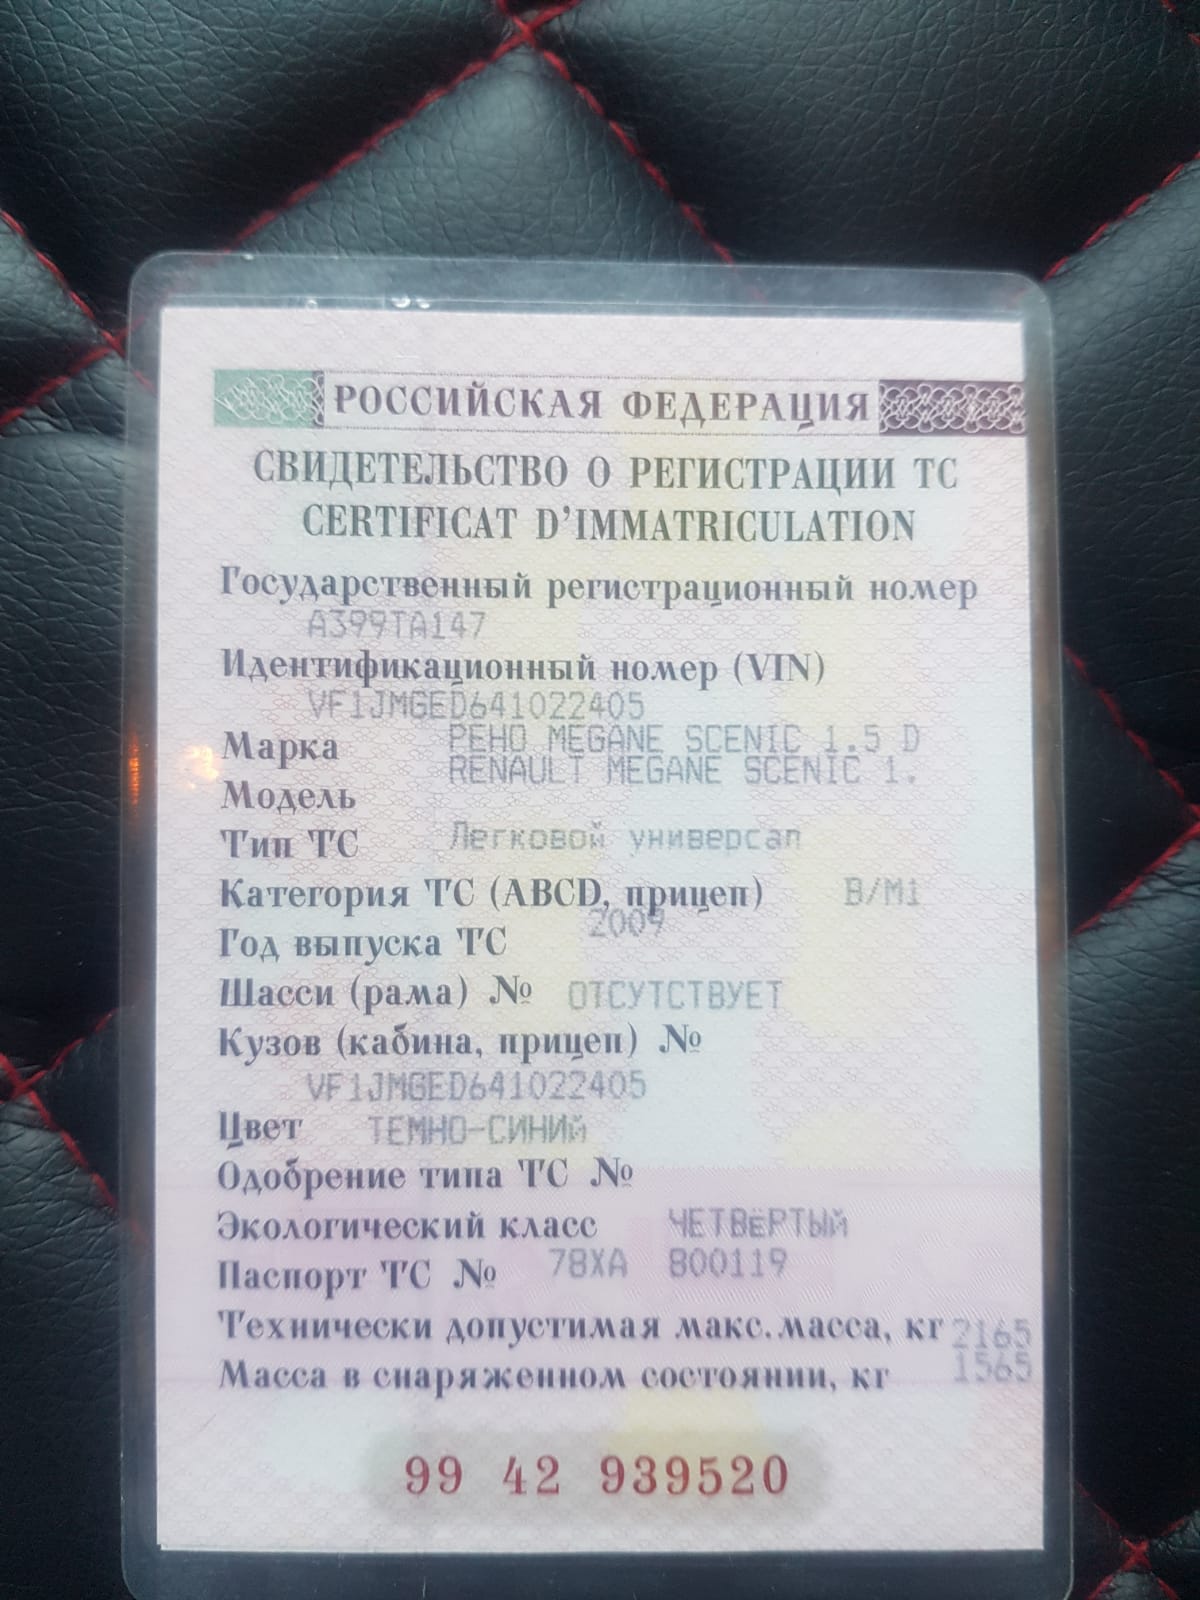 РОССИЙСКАЯ ФЕДЕРАЦИЯ
СВИДЕТЕЛЬСТВО О РЕГИСТРАЦИИ ТС
CERTIFICAT D'IMMATRICULATION
Государственный регистрационный номер
А399ТА147
Идентификационный номер (VIN)
VF1JMGED641022405
Марка РЕНО MEGANE SCENIC 1.5 D
RENAULT MEGANE SCENIC 1.
Модель
Тип ТС Легковой универсал
Категория ТС (ABCD, прицеп) B/M1
Год выпуска ТС 2009
Шасси (рама) № ОТСУТСТВУЕТ
Кузов (кабина, прицеп) №
VF1JMGED641022405
Цвет ТЕМНО-СИНИЙ
Одобрение типа ТС №
Экологический класс ЧЕТВЁРТЫЙ
Паспорт ТС № 78ХА 800119
Технически допустимая макс. масса, кг 2165
Масса в снаряженном состоянии, кг 1565
99 42 939520